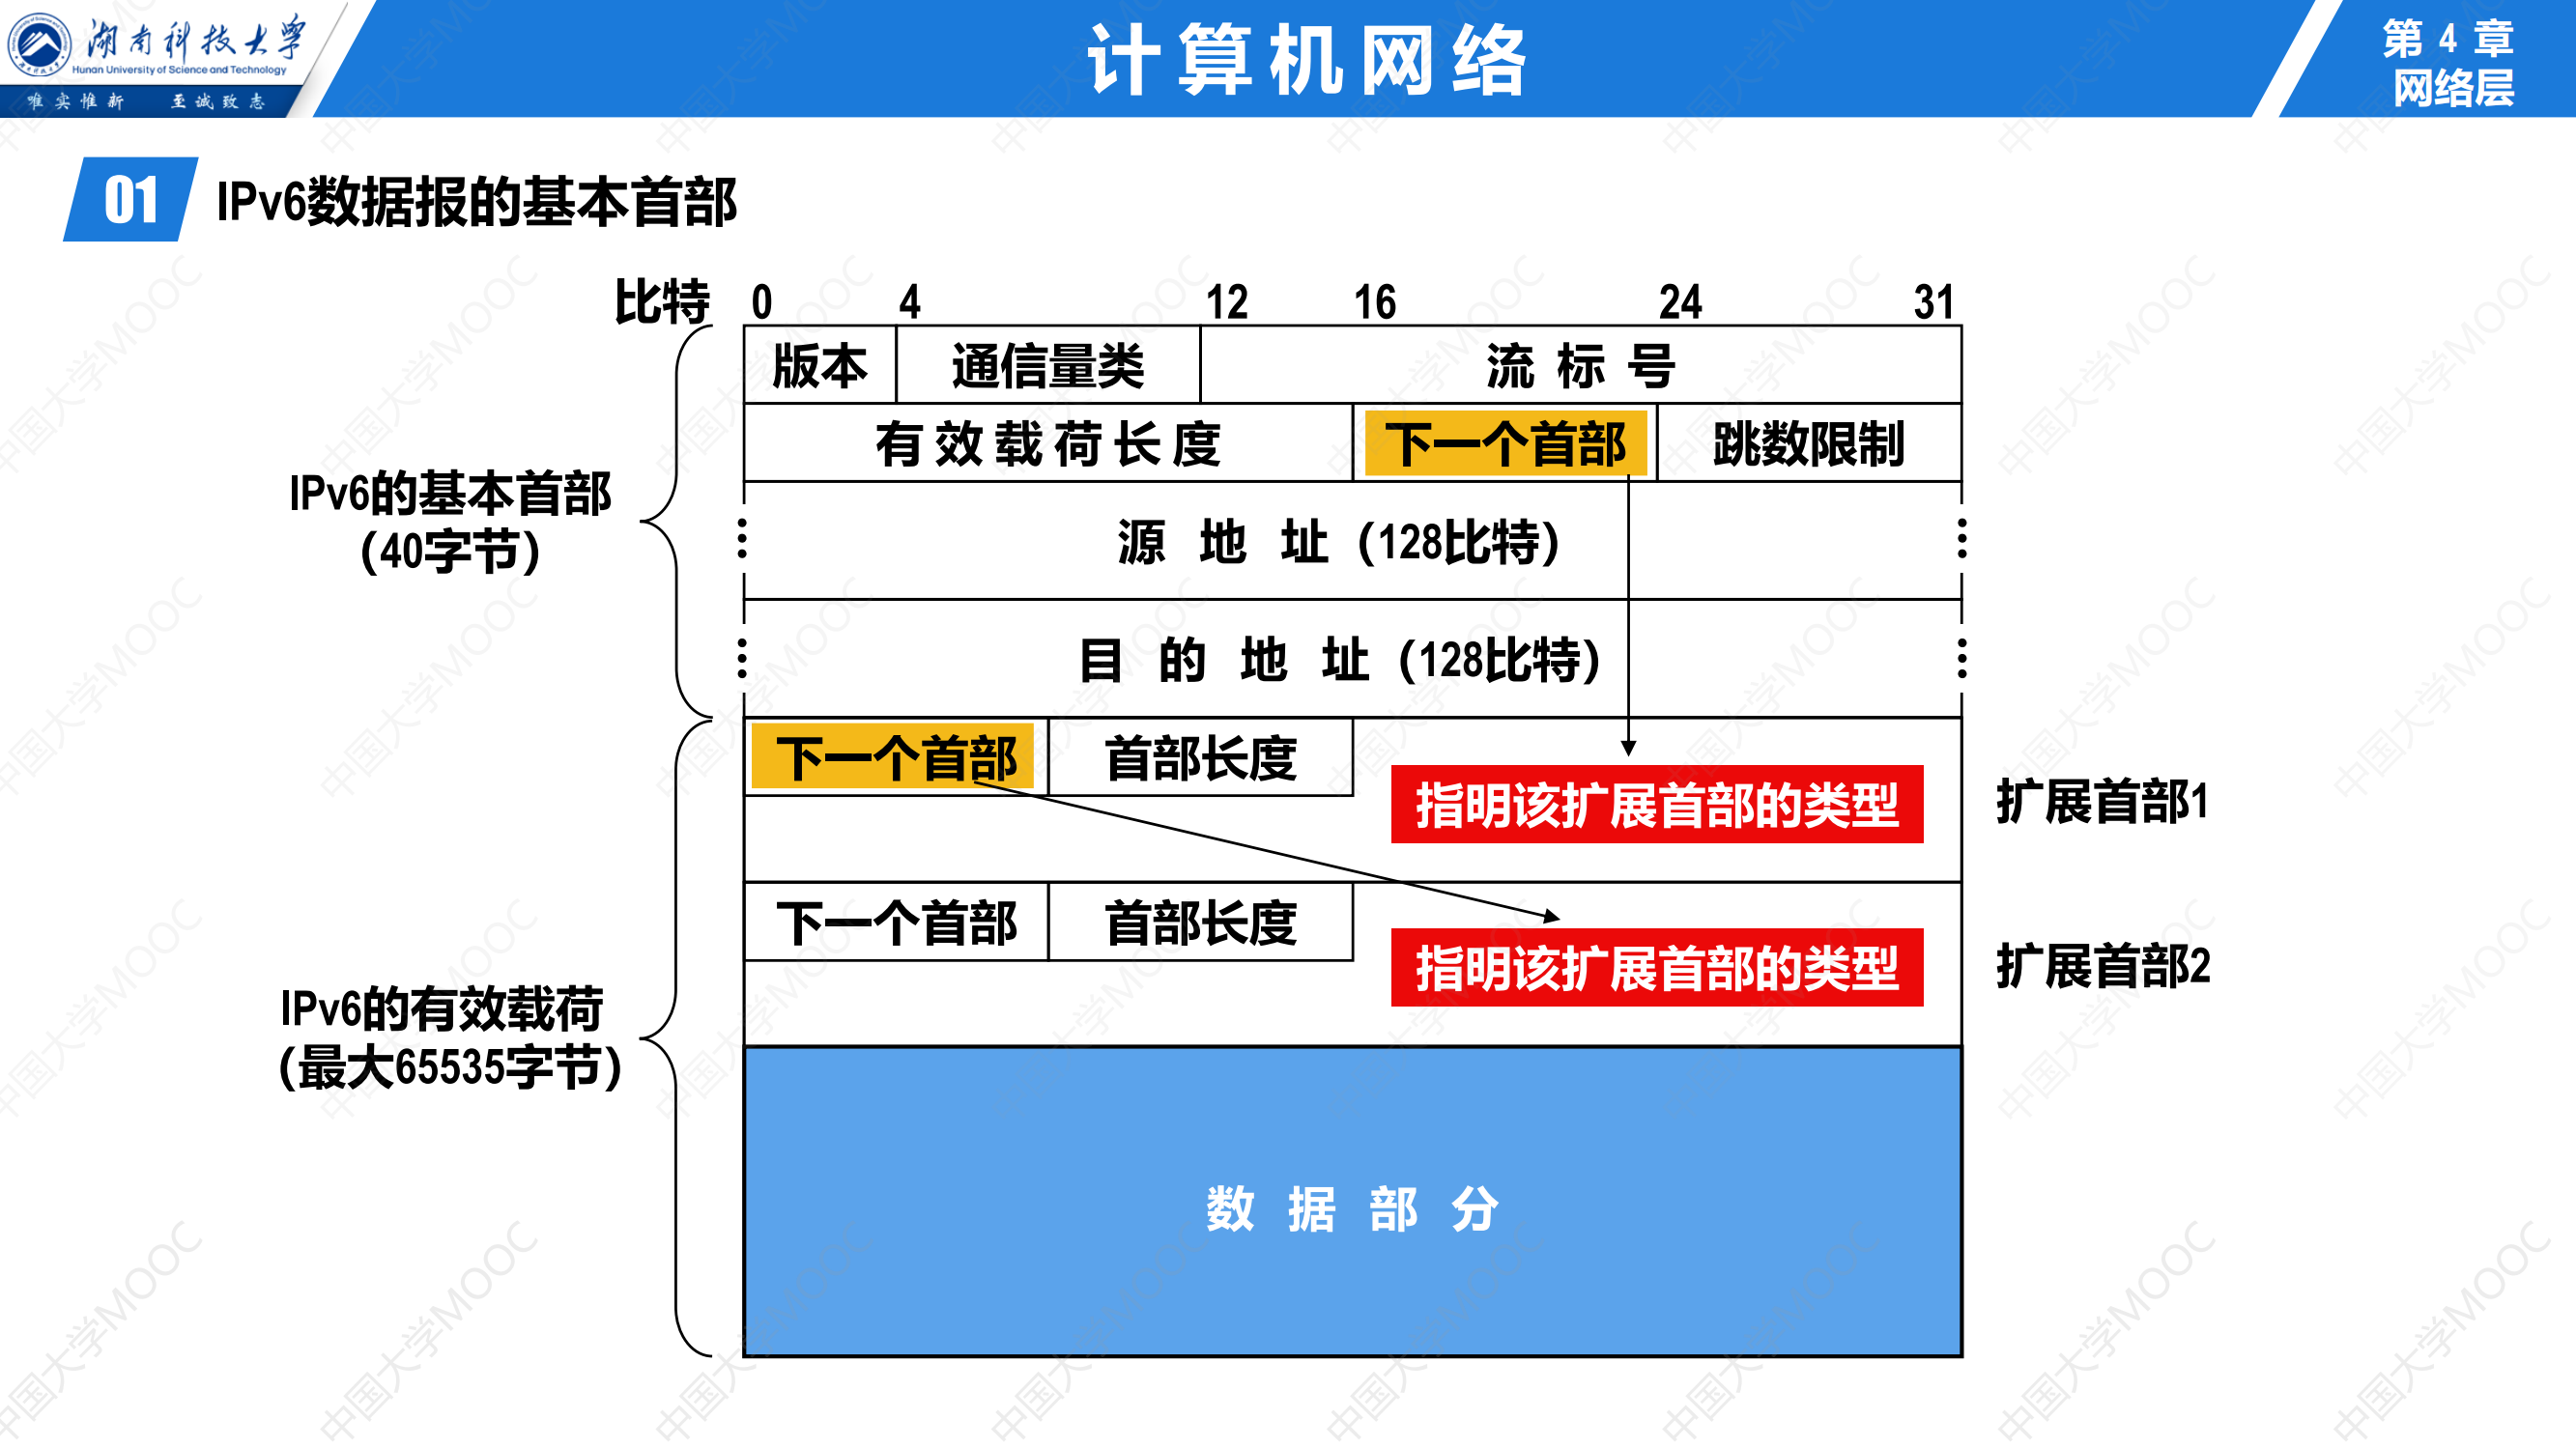 湖南科技大学
Hunan University of Science and Technology
唯实惟新 至诚致志
计算机网络
第 4 章
网络层
01
IPv6数据报的基本首部
比特 0 4 12 16 24 31
版本 通信量类 流标号
有效载荷长度 下一个首部 跳数限制
IPv6的基本首部
(40字节)
源地址 (128比特)
目的地址 (128比特)
下一个首部 首部长度
指明该扩展首部的类型
扩展首部1
下一个首部 首部长度
指明该扩展首部的类型
扩展首部2
IPv6的有效载荷
(最大65535字节)
数据部分
中国大学MOOC